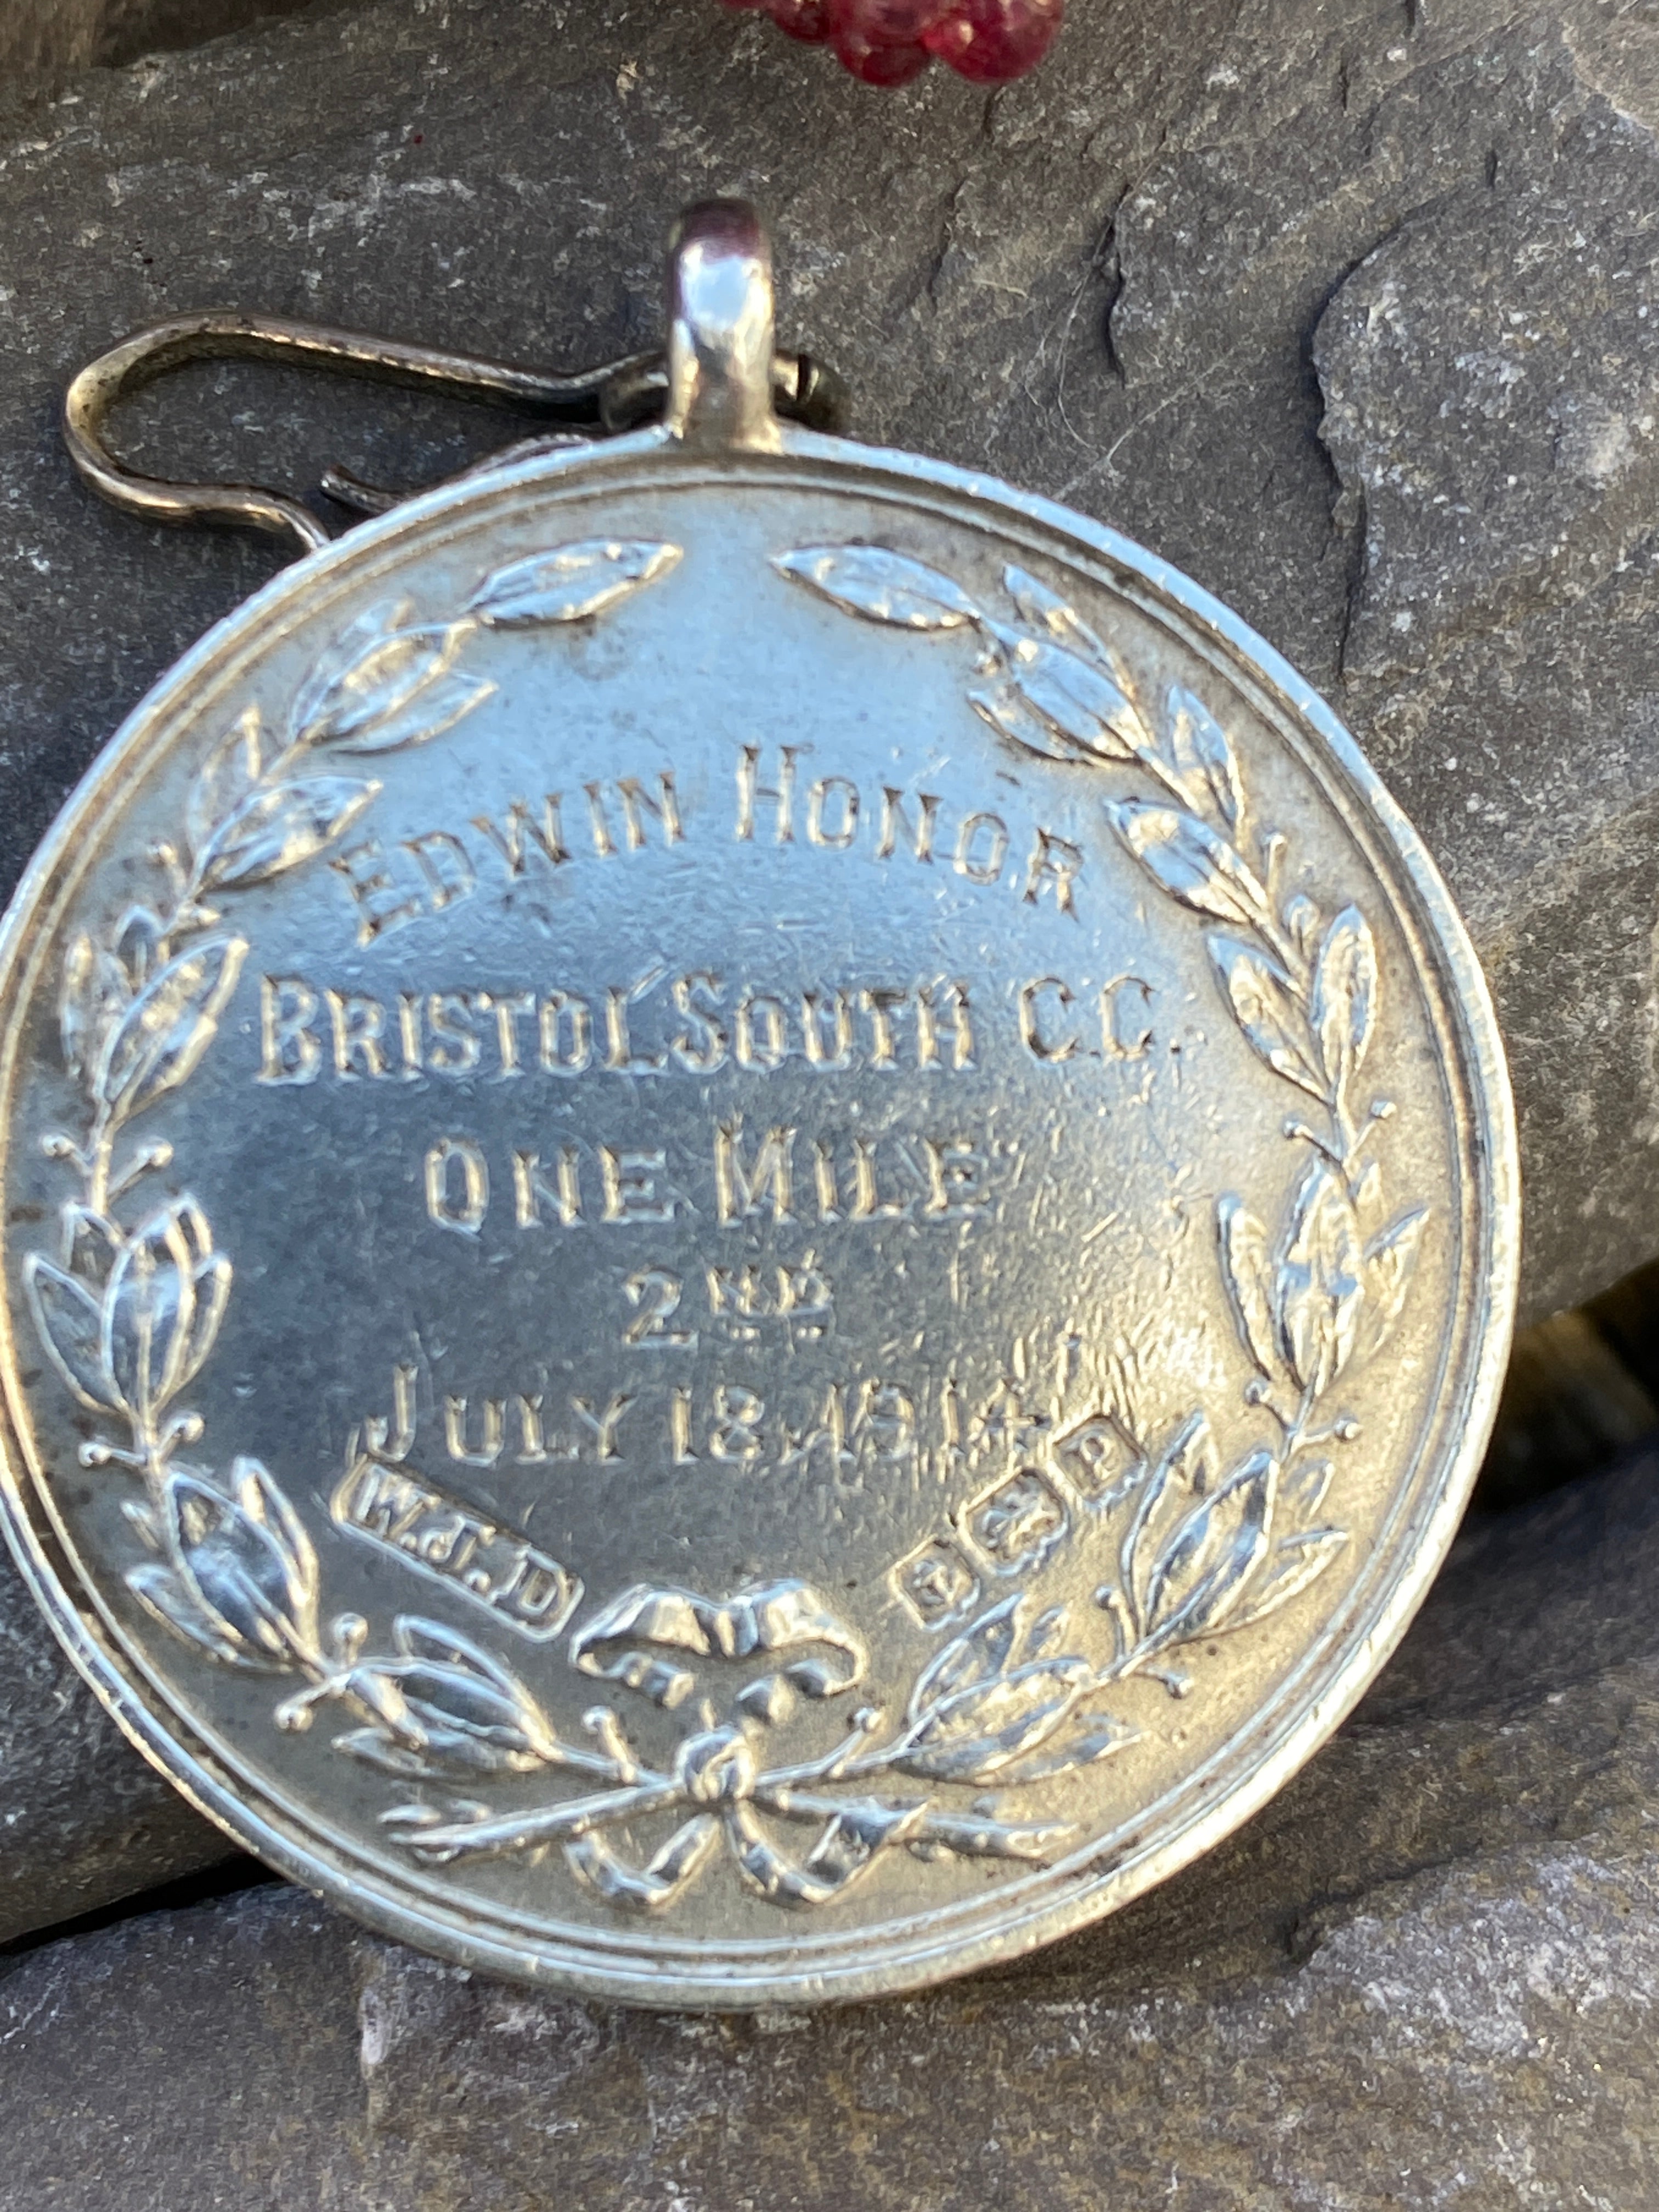 EDWIN HONOR
BRISTOL SOUTH C.C.
ONE MILE
2ND
JULY 18, 1914
W.J.D
P